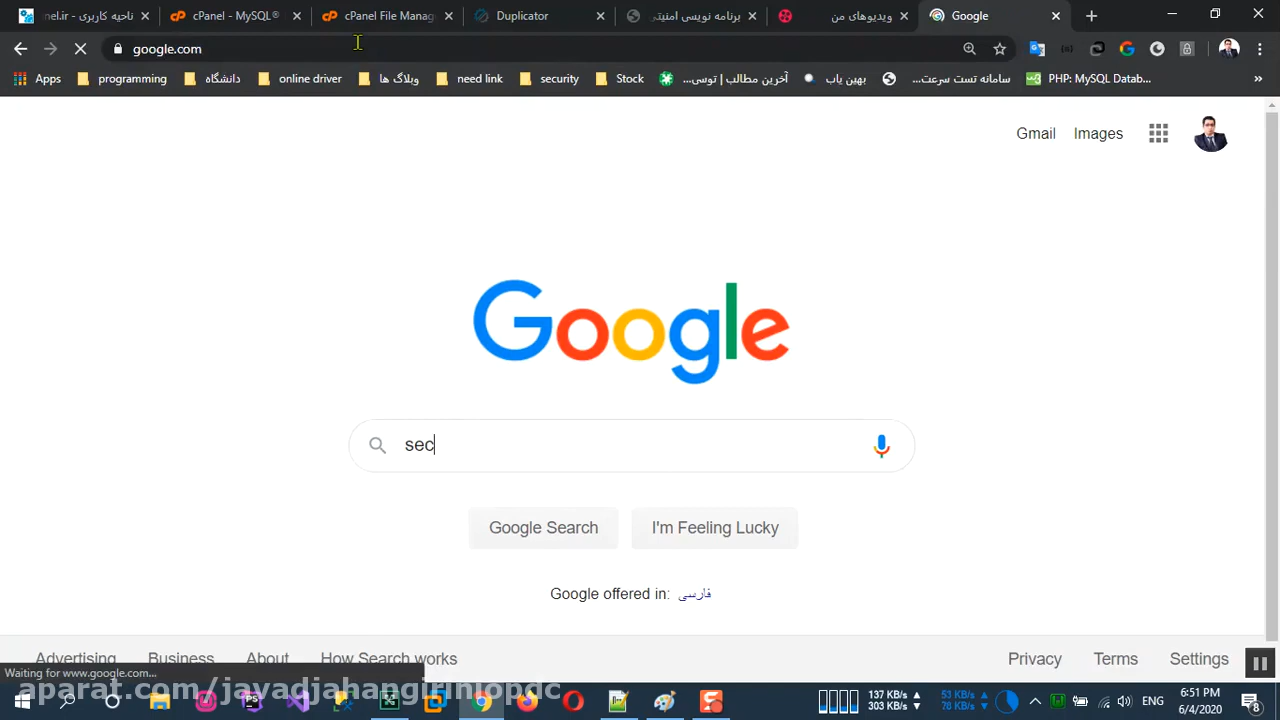 ناحیه کاربری - nel.ir
cPanel - MySQL®
cPanel File Manag
Duplicator
برنامه نویسی امنیتی
ویدیوهای من
Google
google.com
Apps
programming
دانشگاه
online driver
وبلاگ ها
need link
security
Stock
آخرین مطالب | توسی...
بهین یاب
سامانه تست سرعت...
PHP: MySQL Datab...
»
Gmail
Images
Google
sec
Google Search
I'm Feeling Lucky
Google offered in: فارسی
Advertising
Business
About
How Search works
Privacy
Terms
Settings
Waiting for www.google.com...
aparat.com/javadjahangiriniopdc
137 KB/s
303 KB/s
53 KB/s
78 KB/s
ENG
6:51 PM
6/4/2020
8